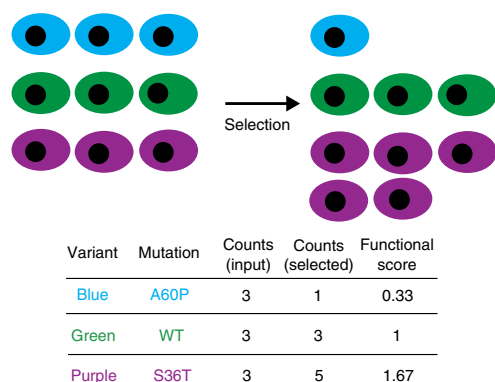 Selection
Variant Mutation Counts (input) Counts (selected) Functional score
Blue A60P 3 1 0.33
Green WT 3 3 1
Purple S36T 3 5 1.67